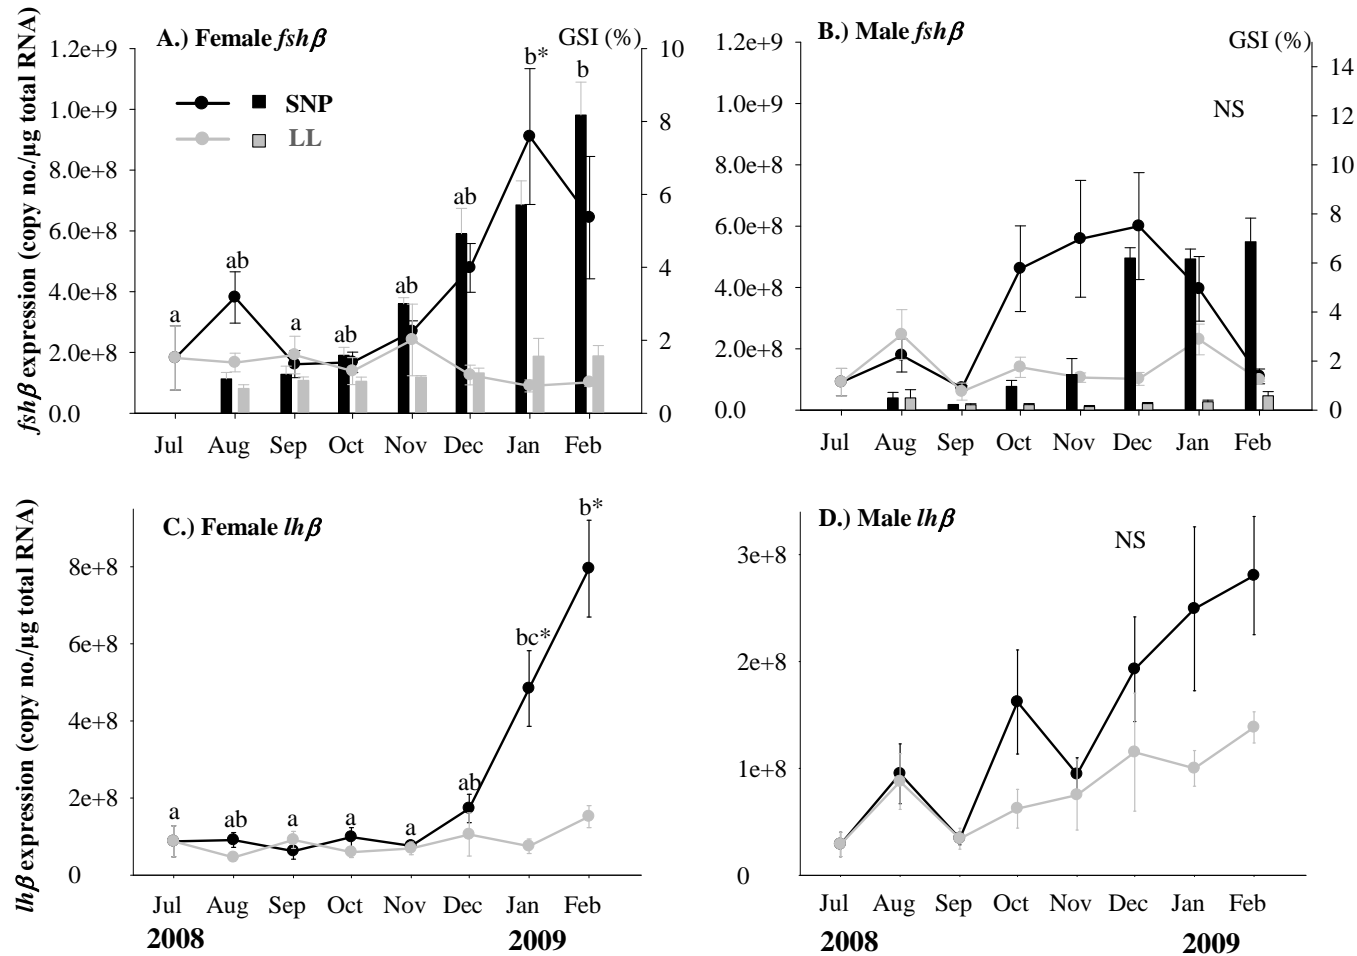 A.) Female fshβ
GSI (%)
fshβ expression (copy no./µg total RNA)
1.2e+9
1.0e+9
8.0e+8
6.0e+8
4.0e+8
2.0e+8
0.0
10
8
6
4
2
0
SNP
LL
a
ab
a
ab
ab
ab
b*
b
Jul Aug Sep Oct Nov Dec Jan Feb
B.) Male fshβ
GSI (%)
NS
1.2e+9
1.0e+9
8.0e+8
6.0e+8
4.0e+8
2.0e+8
0.0
14
12
10
8
6
4
2
0
Jul Aug Sep Oct Nov Dec Jan Feb
C.) Female lhβ
lhβ expression (copy no./µg total RNA)
8e+8
6e+8
4e+8
2e+8
0
a
ab
a
a
a
ab
bc*
b*
Jul Aug Sep Oct Nov Dec Jan Feb
2008 2009
D.) Male lhβ
NS
3e+8
2e+8
1e+8
0
Jul Aug Sep Oct Nov Dec Jan Feb
2008 2009